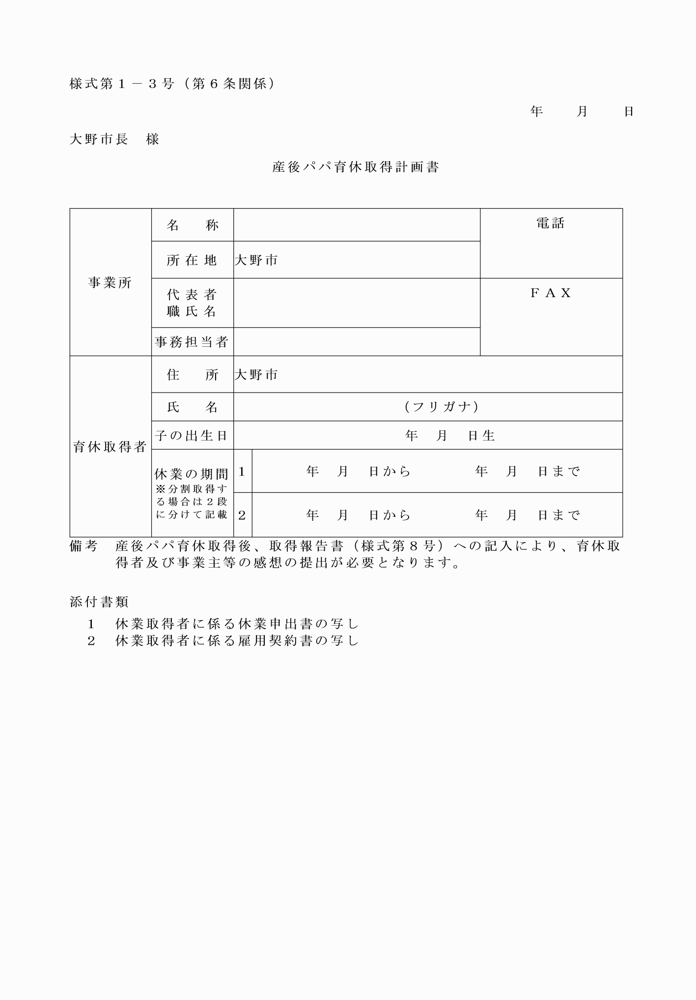 様式第１－３号（第６条関係）
年　　月　　日
大野市長　様
産後パパ育休取得計画書
事業所
名　称
電話
所在地
大野市
代表者
職氏名
ＦＡＸ
事務担当者
育休取得者
住　所
大野市
氏　名
（フリガナ）
子の出生日
年　月　日生
休業の期間
※分割取得す
る場合は２段
に分けて記載
１　年　月　日から　年　月　日まで
２　年　月　日から　年　月　日まで
備考　産後パパ育休取得後、取得報告書（様式第８号）への記入により、育休取
得者及び事業主等の感想の提出が必要となります。
添付書類
１　休業取得者に係る休業申出書の写し
２　休業取得者に係る雇用契約書の写し